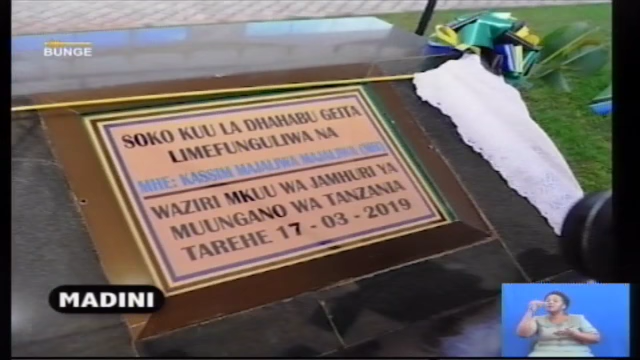 BUNGE
SOKO KUU LA DHAHABU GEITA
LIMEFUNGULIWA NA
MHE: KASSIM MAJALIWA MAJALIWA (MB)
WAZIRI MKUU WA JAMHURI YA
MUUNGANO WA TANZANIA
TAREHE 17 - 03 - 2019
MADINI